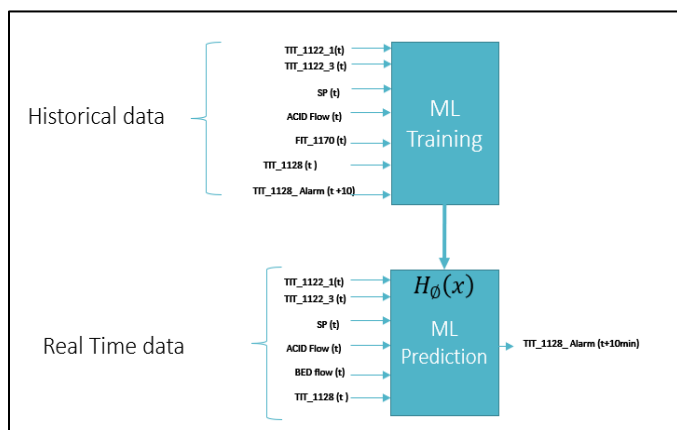 TIT_1122_1(t)
TIT_1122_3 (t)
SP (t)
Historical data
ACID Flow (t)
FIT_1170 (t)
TIT_1128 (t )
TIT_1128_ Alarm (t +10)
ML
Training
TIT_1122_1(t)
TIT_1122_3 (t)
SP (t)
Real Time data
ACID Flow (t)
BED flow (t)
TIT_1128 (t )
H_∅(x)
ML
Prediction
TIT_1128_ Alarm (t+10min)